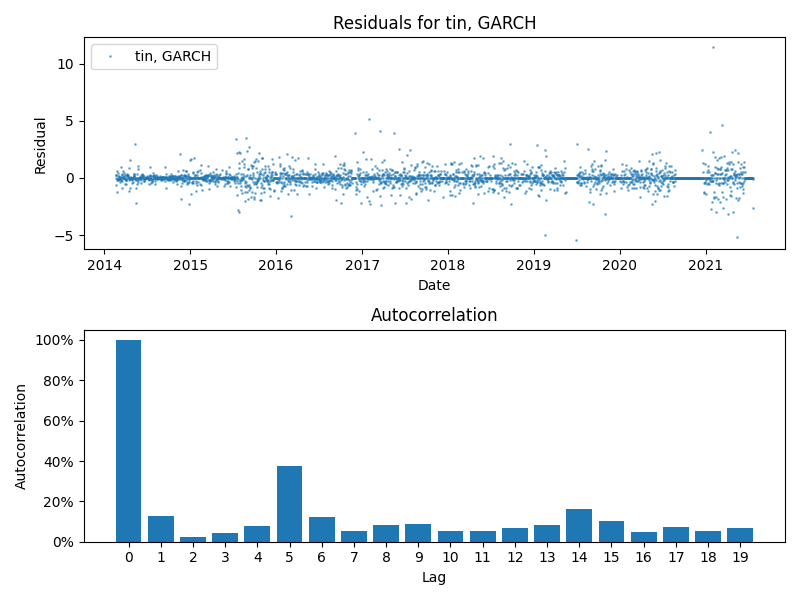 Residuals for tin, GARCH
tin, GARCH
Residual
10
5
0
−5
2014 2015 2016 2017 2018 2019 2020 2021
Date
Autocorrelation
Autocorrelation
100%
80%
60%
40%
20%
0%
0 1 2 3 4 5 6 7 8 9 10 11 12 13 14 15 16 17 18 19
Lag